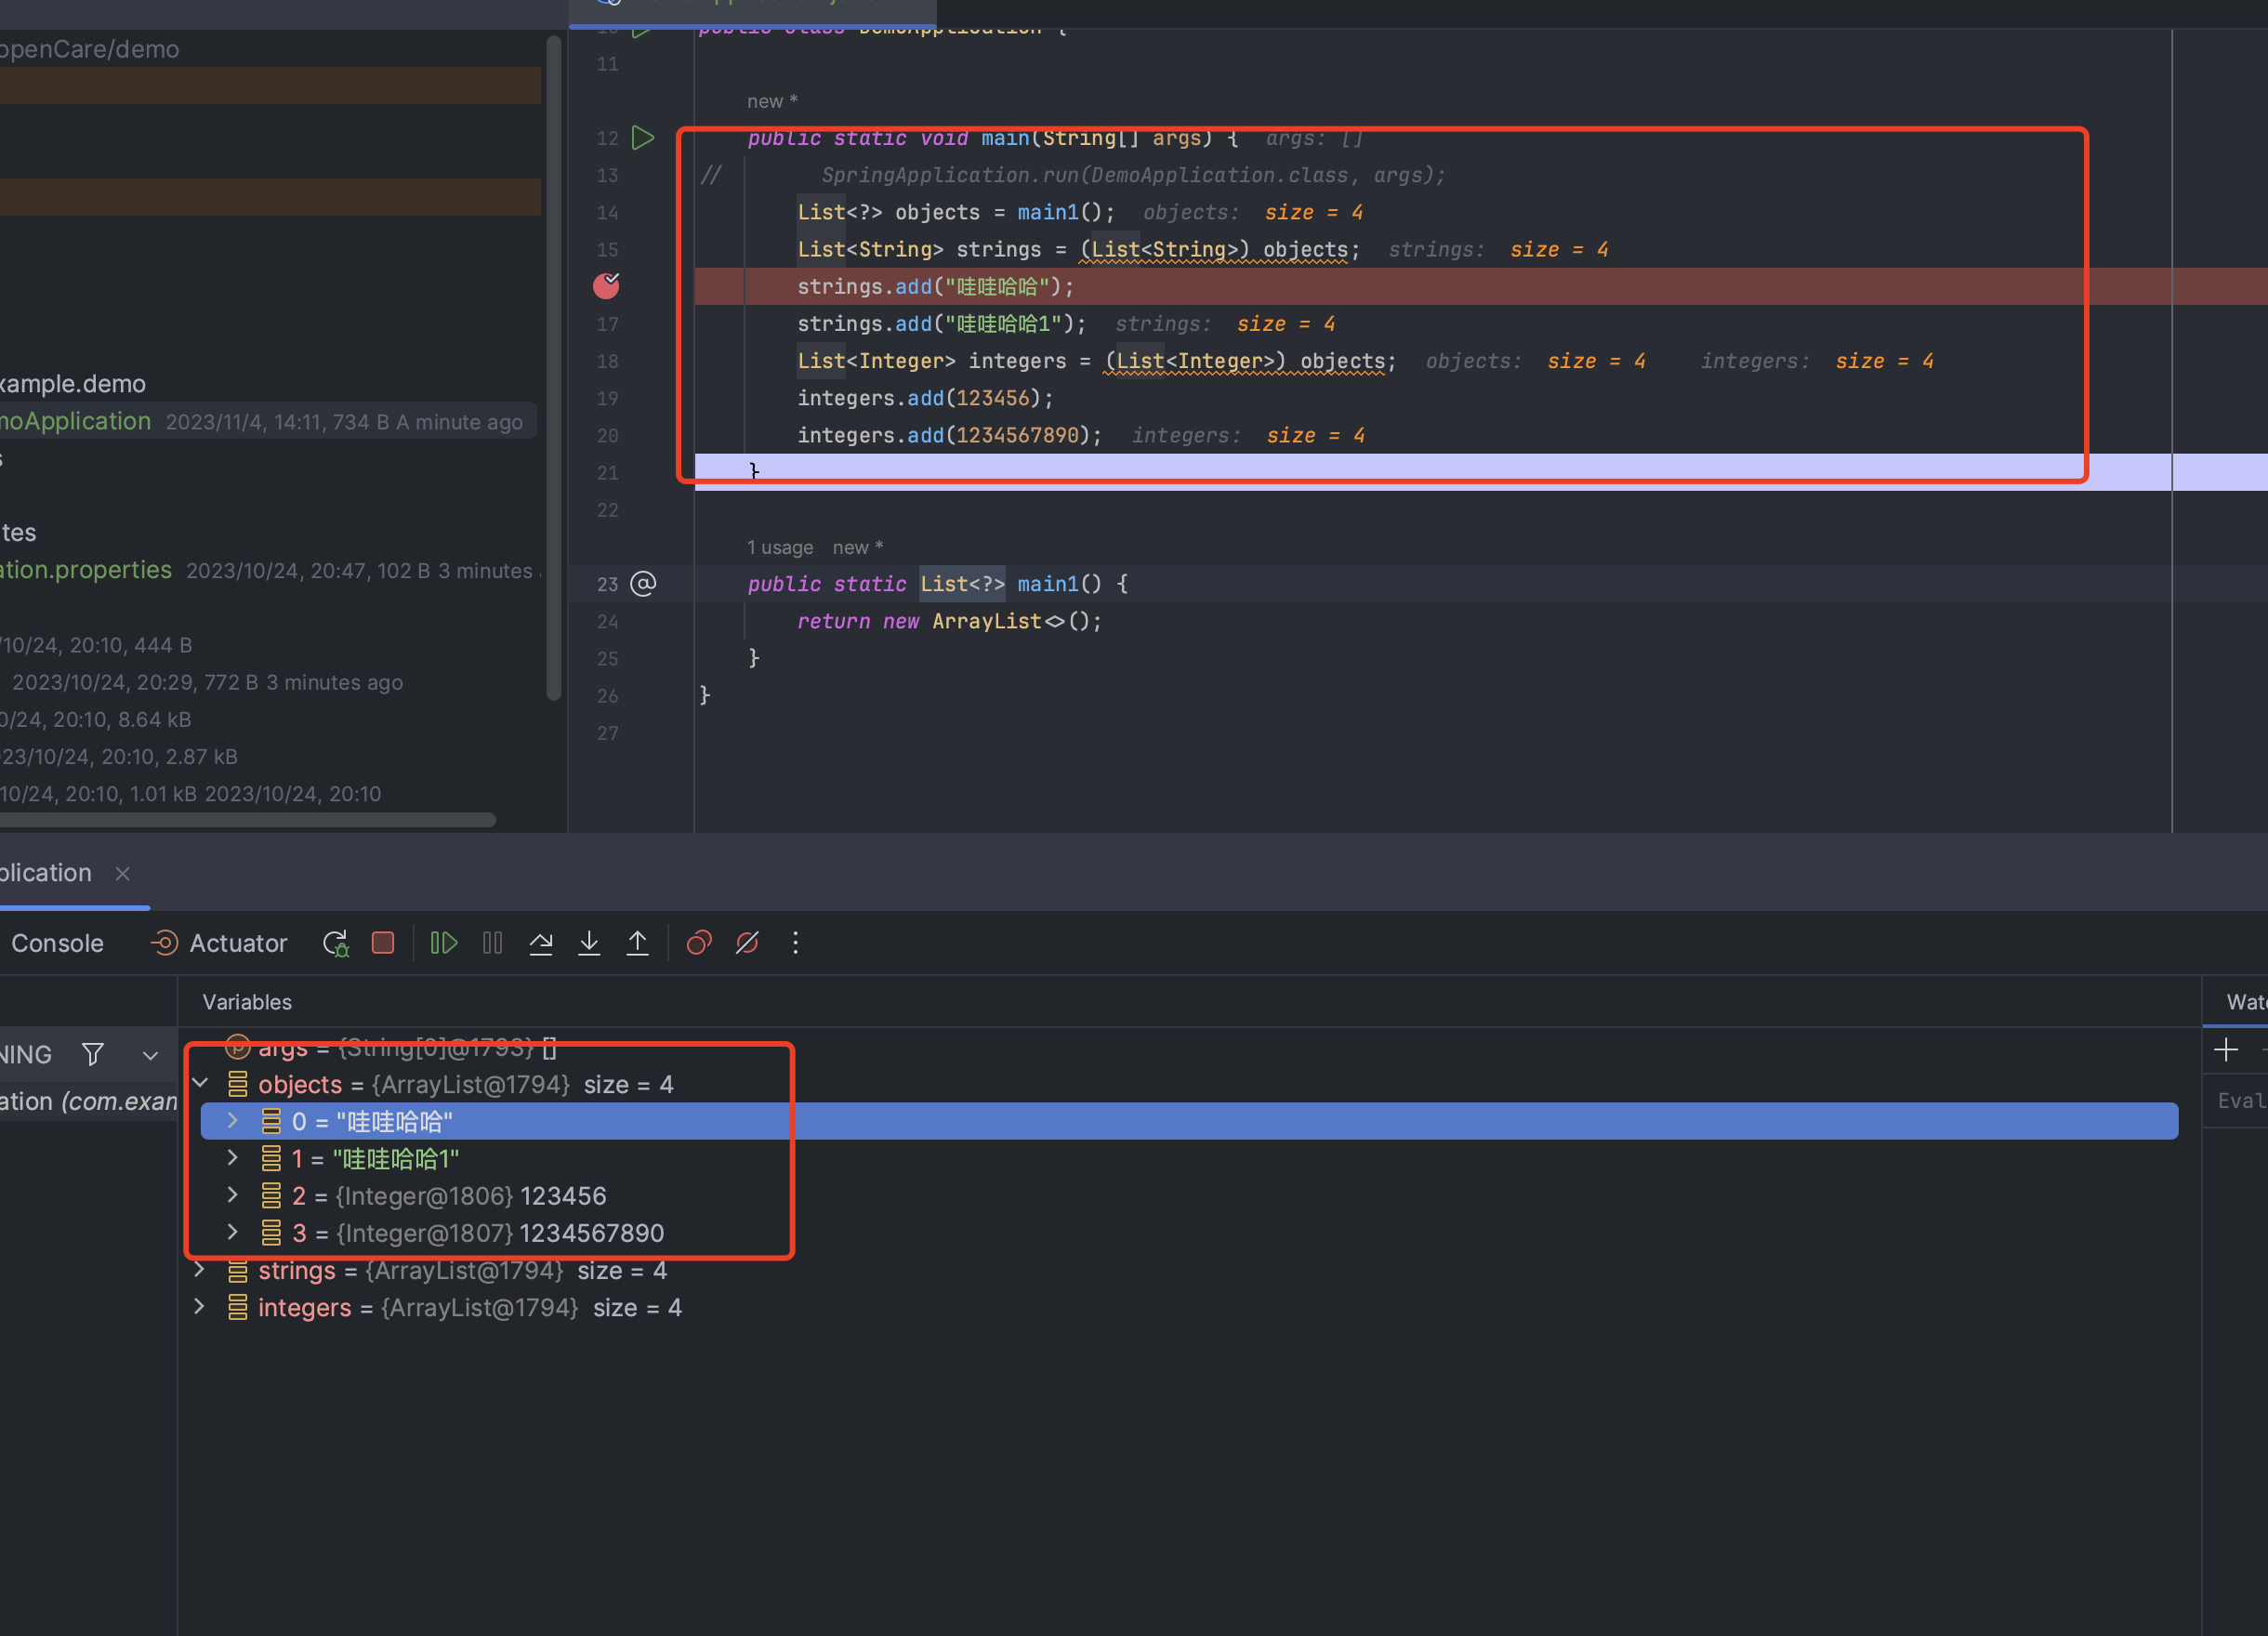 openCare/demo
xample.demo
moApplication 2023/11/4, 14:11, 734 B A minute ago
s
tes
ation.properties 2023/10/24, 20:47, 102 B 3 minutes
/10/24, 20:10, 444 B
2023/10/24, 20:29, 772 B 3 minutes ago
0/24, 20:10, 8.64 kB
23/10/24, 20:10, 2.87 kB
10/24, 20:10, 1.01 kB 2023/10/24, 20:10
10 public class DemoApplication {
11
new *
12 public static void main(String[] args) { args: []
13 // SpringApplication.run(DemoApplication.class, args);
14 List<?> objects = main1(); objects: size = 4
15 List<String> strings = (List<String>) objects; strings: size = 4
strings.add("哇哇哈哈");
17 strings.add("哇哇哈哈1"); strings: size = 4
18 List<Integer> integers = (List<Integer>) objects; objects: size = 4 integers: size = 4
19 integers.add(123456);
20 integers.add(1234567890); integers: size = 4
21 }
22
1 usage new *
23 @ public static List<?> main1() {
24 return new ArrayList<>();
25 }
26 }
27
plication ×
Console Actuator
Variables
NING
ation (com.exam
args = {String[0]@1793} []
objects = {ArrayList@1794} size = 4
0 = "哇哇哈哈"
1 = "哇哇哈哈1"
2 = {Integer@1806} 123456
3 = {Integer@1807} 1234567890
strings = {ArrayList@1794} size = 4
integers = {ArrayList@1794} size = 4
Wat
Eval